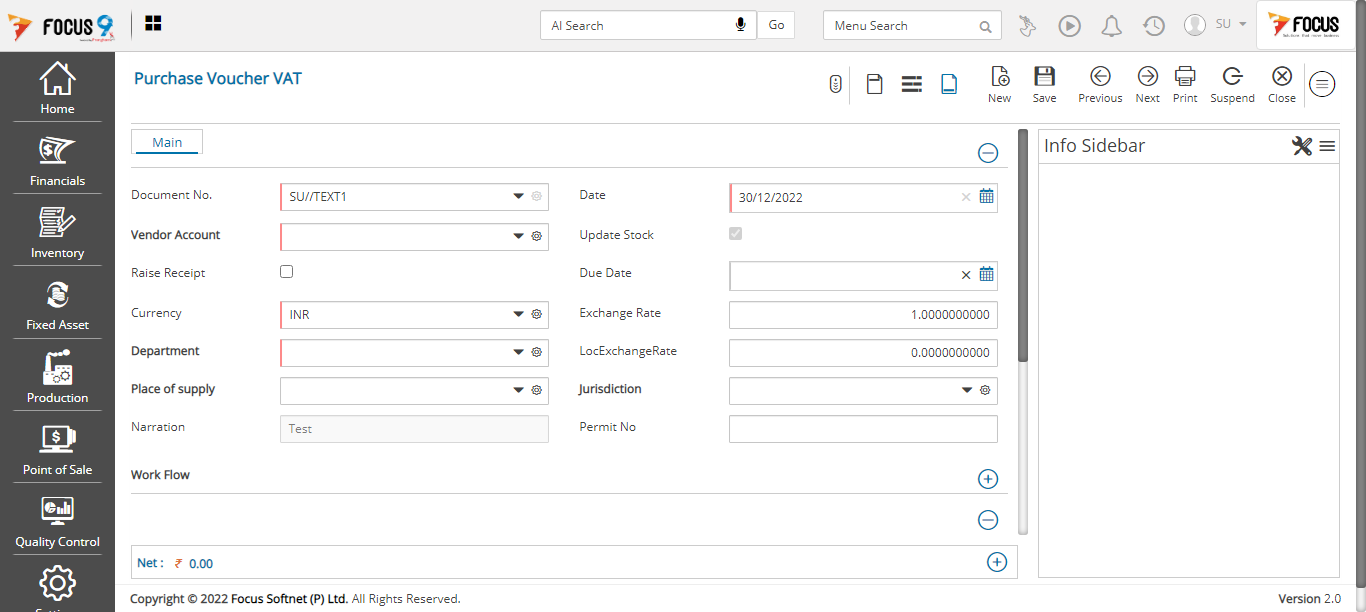 FOCUS 9
AI Search
Go
Menu Search
SU
FOCUS
Home
Financials
Inventory
Fixed Asset
Production
Point of Sale
Quality Control
Purchase Voucher VAT
New
Save
Previous
Next
Print
Suspend
Close
Main
Info Sidebar
Document No.
SU//TEXT1
Date
30/12/2022
Vendor Account
Update Stock
Raise Receipt
Due Date
Currency
INR
Exchange Rate
1.0000000000
Department
LocExchangeRate
0.0000000000
Place of supply
Jurisdiction
Narration
Test
Permit No
Work Flow
Net : ₹ 0.00
Copyright © 2022 Focus Softnet (P) Ltd. All Rights Reserved.
Version 2.0